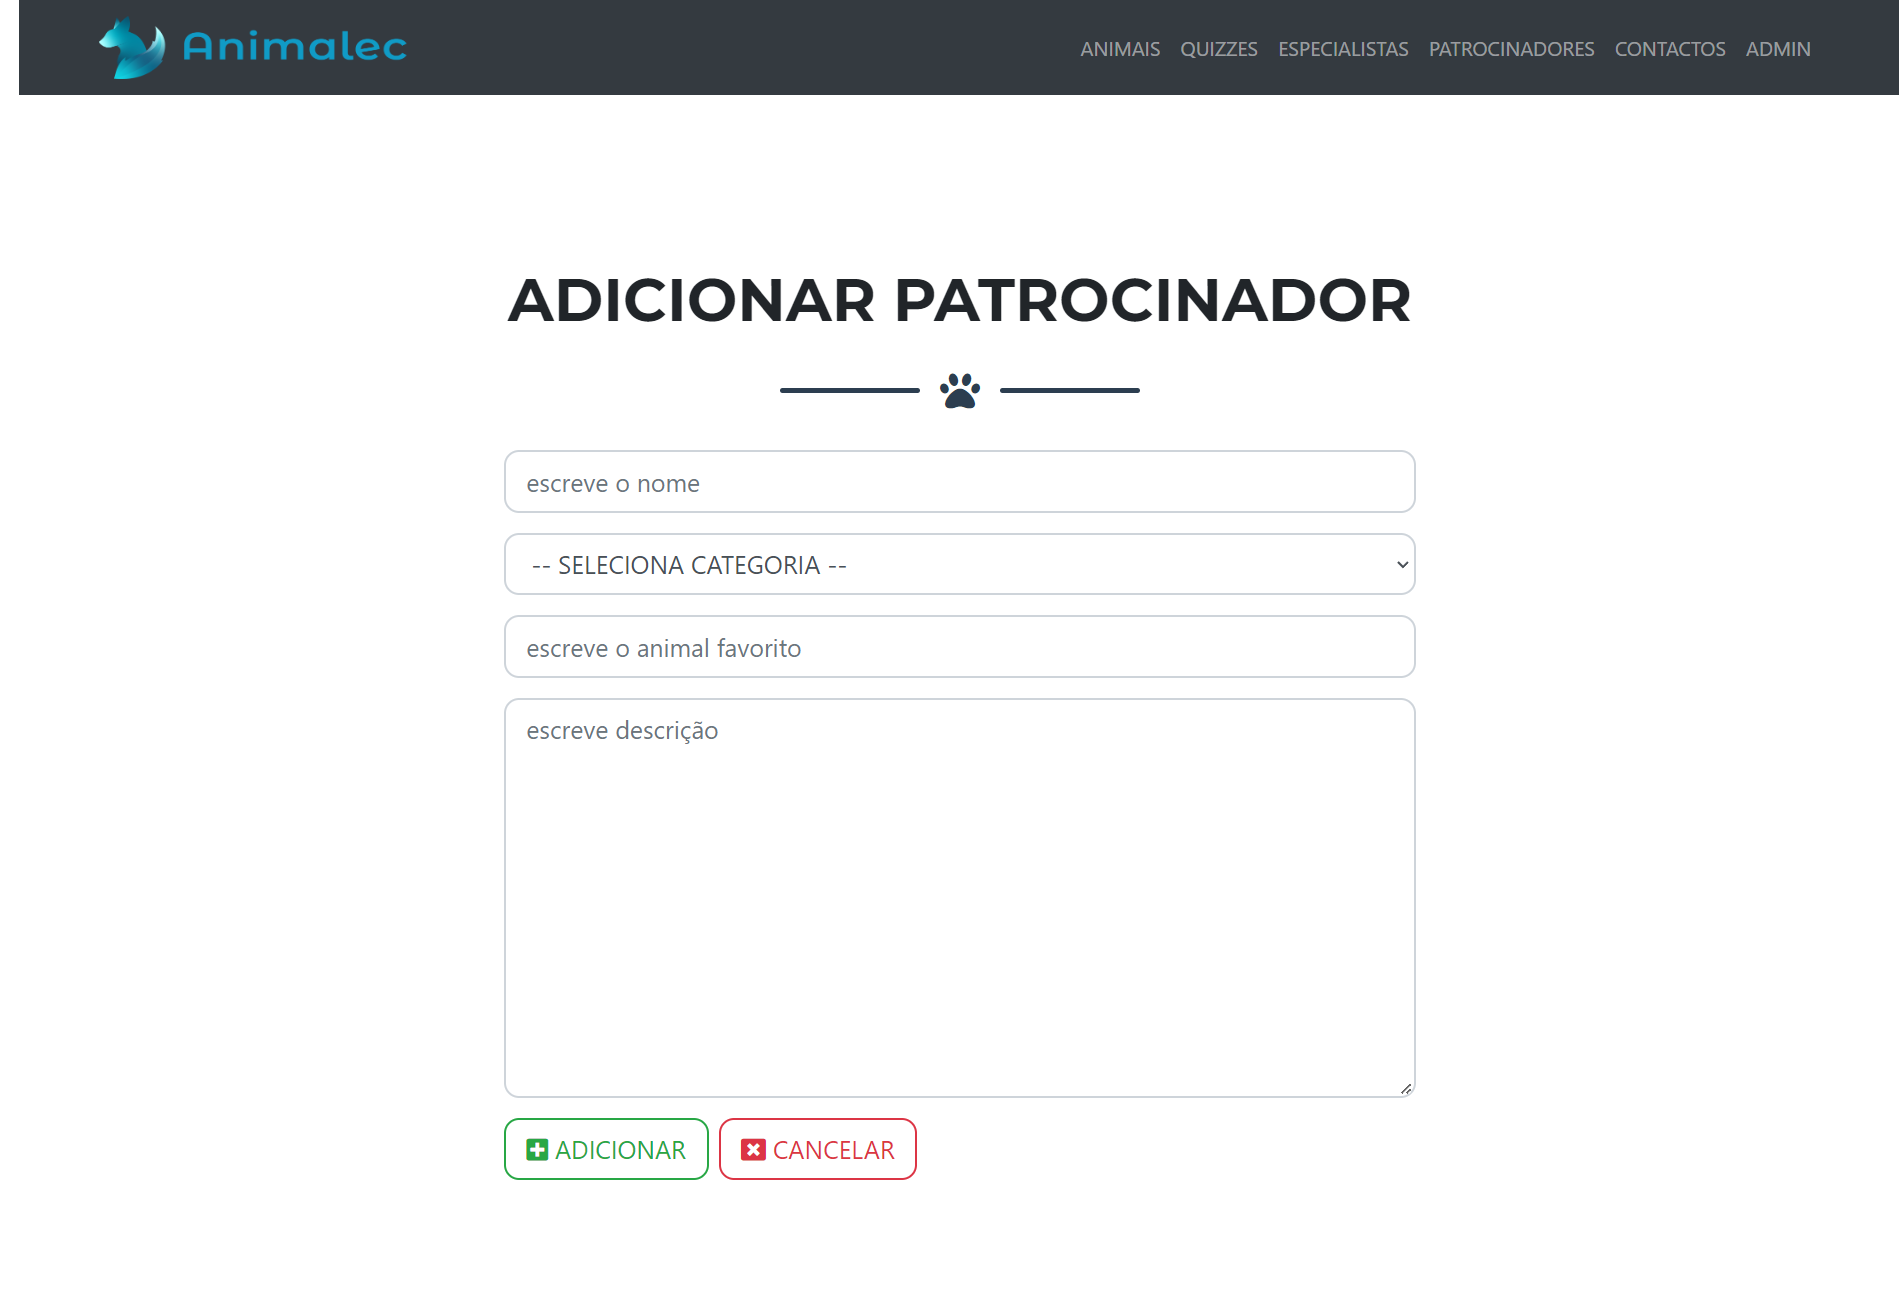 Animalec
ANIMAIS QUIZZES ESPECIALISTAS PATROCINADORES CONTACTOS ADMIN
ADICIONAR PATROCINADOR
escreve o nome
-- SELECIONA CATEGORIA --
escreve o animal favorito
escreve descrição
ADICIONAR CANCELAR